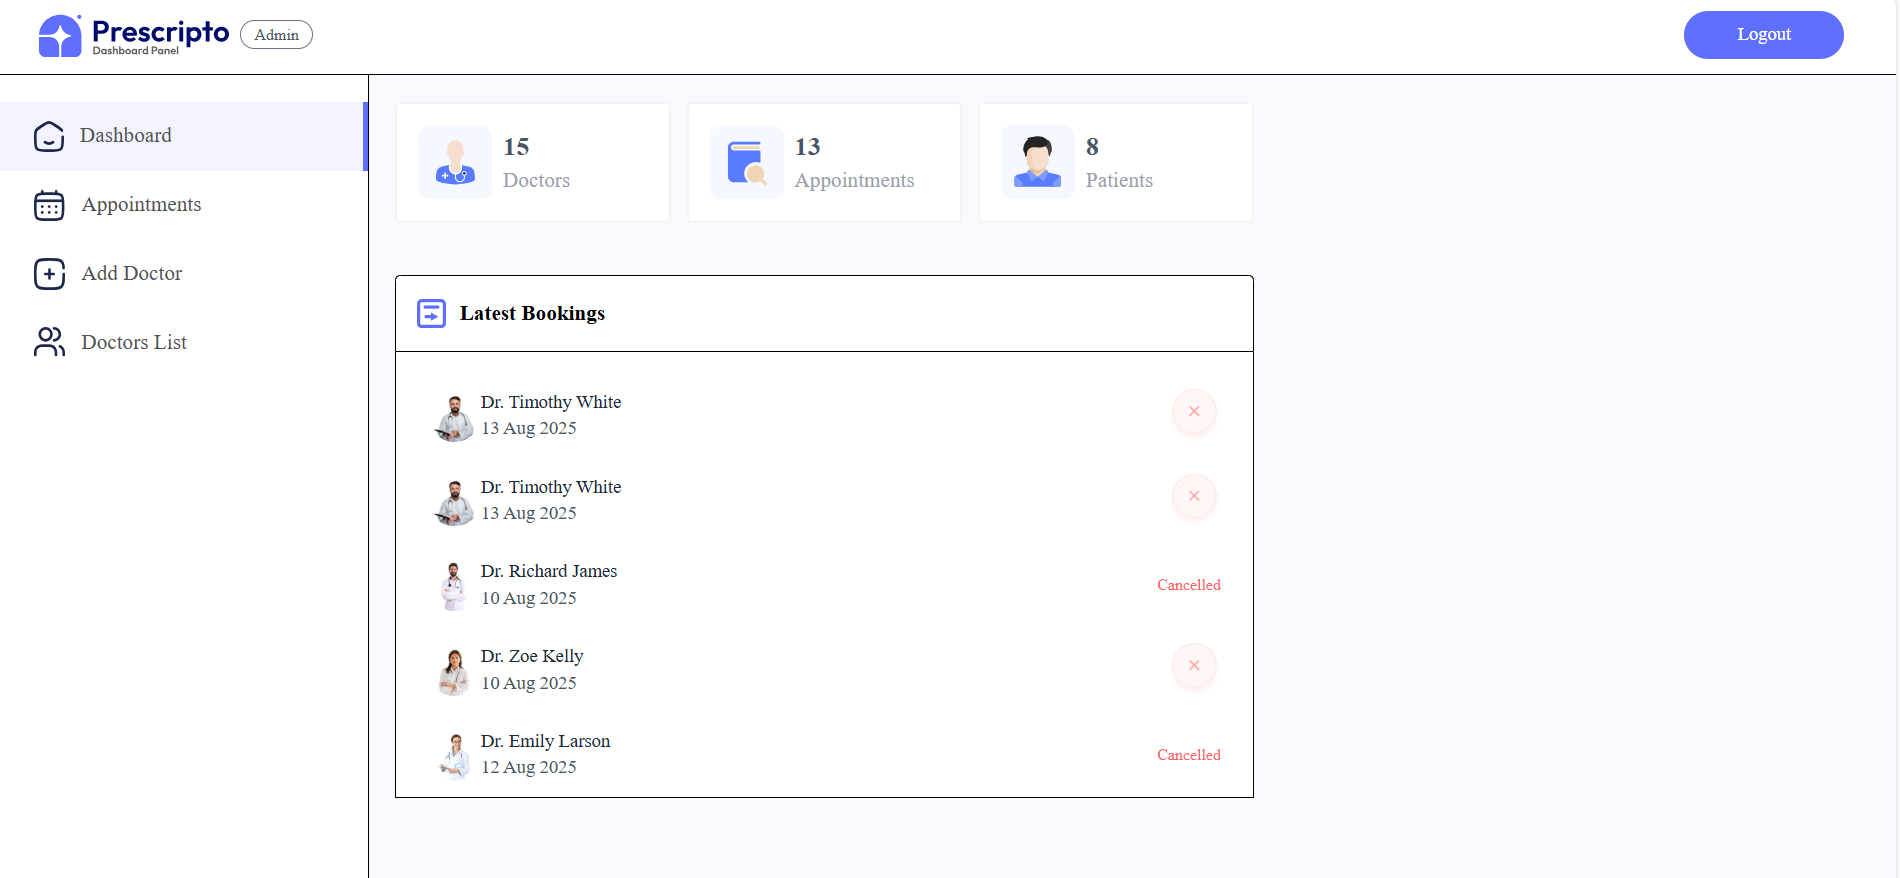 Prescripto
Dashboard Panel
Admin
Logout
Dashboard
Appointments
Add Doctor
Doctors List
15
Doctors
13
Appointments
8
Patients
Latest Bookings
Dr. Timothy White
13 Aug 2025
Dr. Timothy White
13 Aug 2025
Dr. Richard James
10 Aug 2025
Cancelled
Dr. Zoe Kelly
10 Aug 2025
Dr. Emily Larson
12 Aug 2025
Cancelled